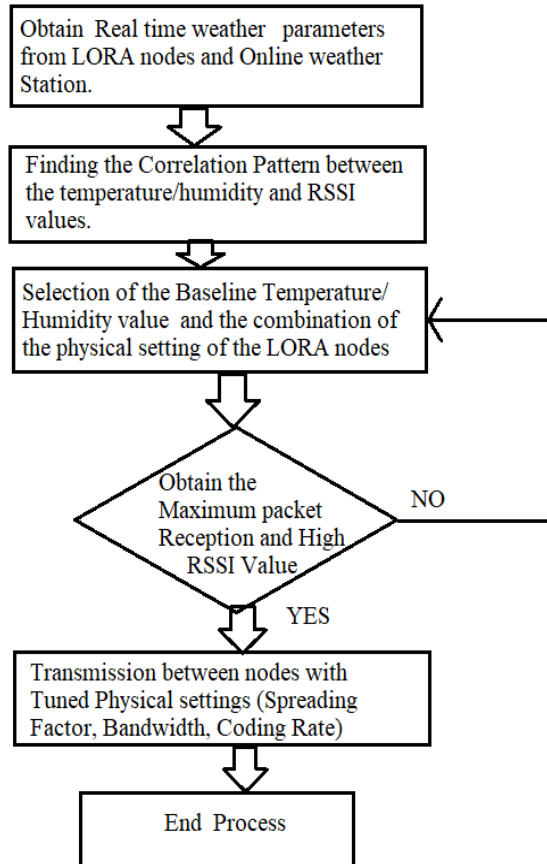 Obtain Real time weather parameters
from LORA nodes and Online weather
Station.
Finding the Correlation Pattern between
the temperature/humidity and RSSI
values.
Selection of the Baseline Temperature/
Humidity value and the combination of
the physical setting of the LORA nodes
Obtain the
Maximum packet
Reception and High
RSSI Value
NO
YES
Transmission between nodes with
Tuned Physical settings (Spreading
Factor, Bandwidth, Coding Rate)
End Process